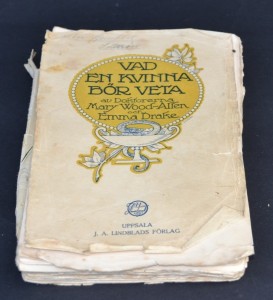 VAD
EN KVINNA
BÖR VETA
av Doktorerna
Mary Wood-Allen
och
Emma Drake
UPPSALA
J. A. LINDBLADS FÖRLAG